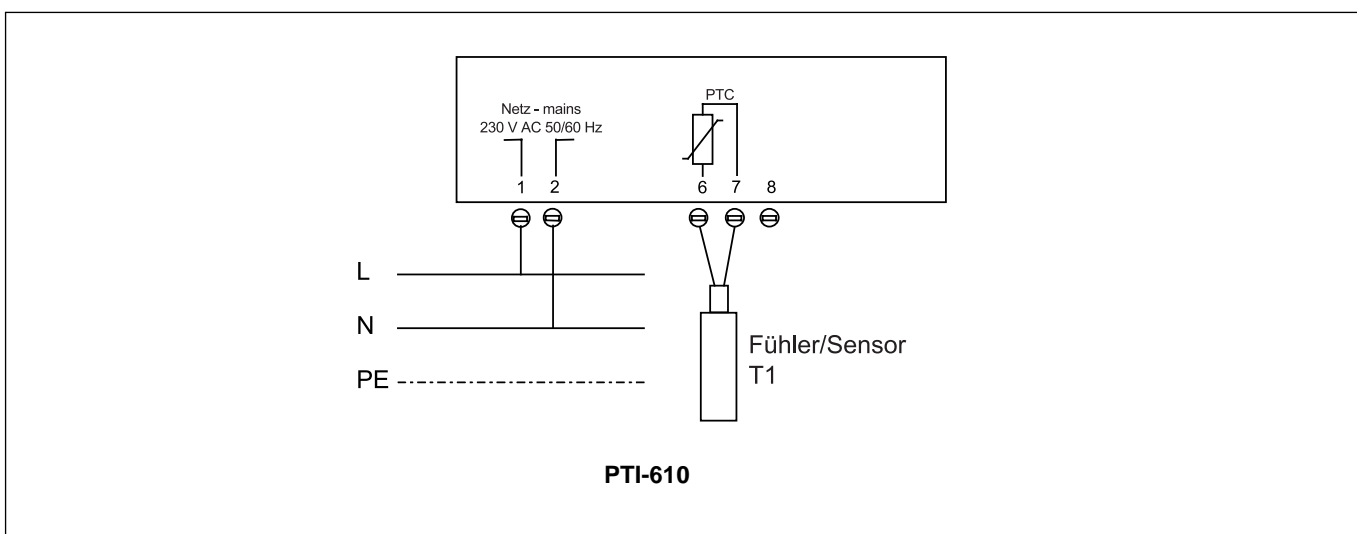 PTC
Netz - mains
230 V AC 50/60 Hz
1 2 6 7 8
L
N
Fühler/Sensor
T1
PE
PTI-610